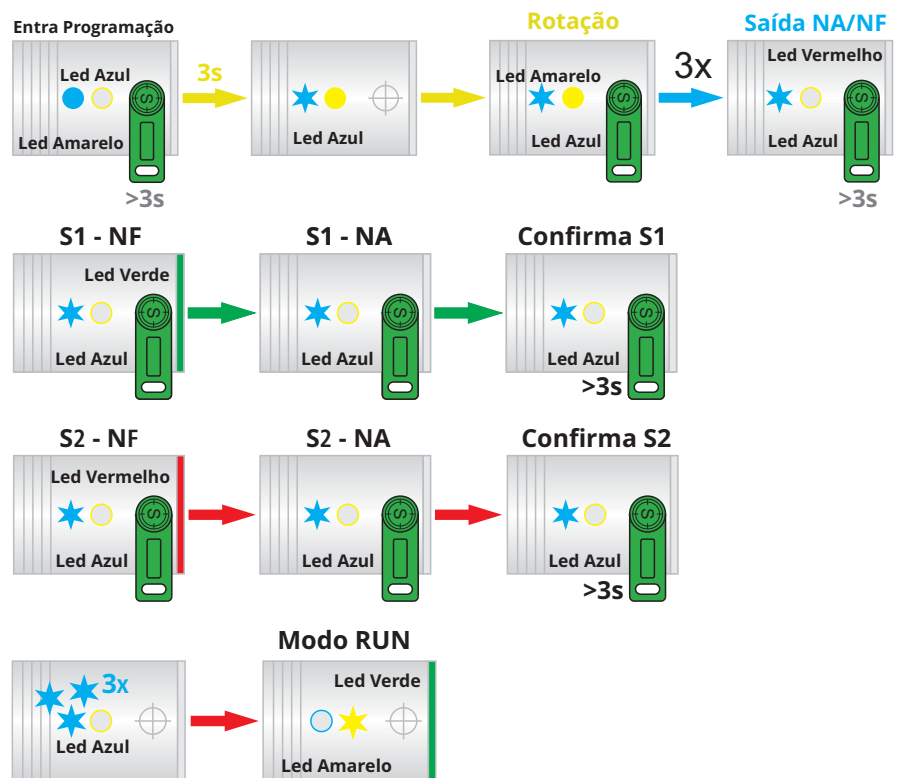 Entra Programação
Rotação
Saída NA/NF
Led Azul
Led Amarelo
S
>3s
3s
Led Azul
Led Amarelo
Led Azul
S
3x
Led Vermelho
Led Azul
S
>3s
S1 - NF
S1 - NA
Confirma S1
Led Verde
Led Azul
S
Led Azul
S
Led Azul
S
>3s
S2 - NF
S2 - NA
Confirma S2
Led Vermelho
Led Azul
S
Led Azul
S
Led Azul
S
>3s
Modo RUN
3x
Led Azul
Led Verde
Led Amarelo